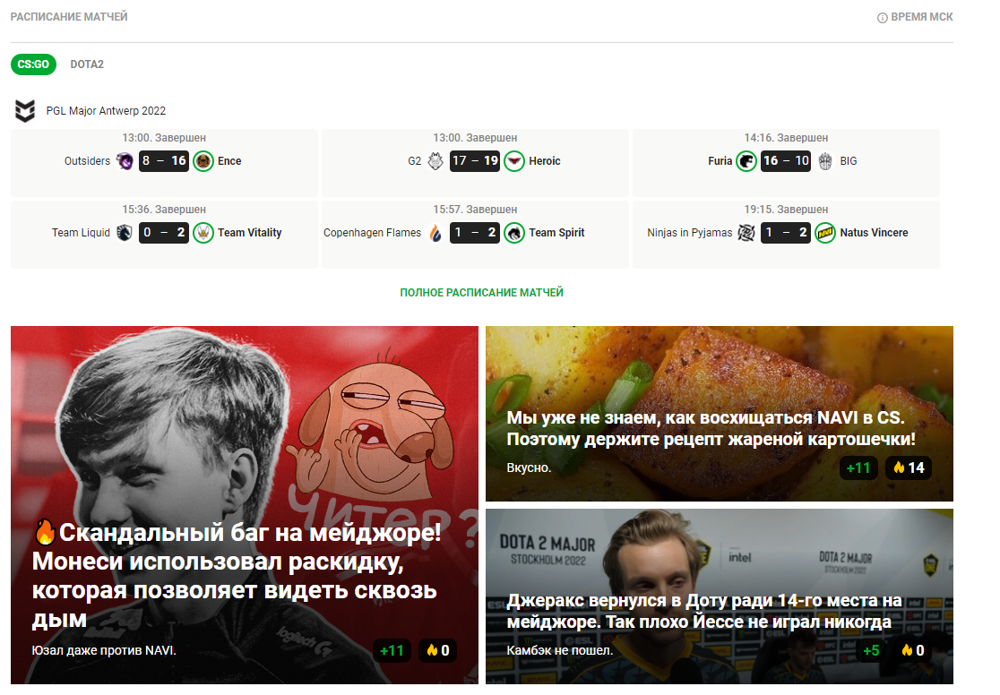 РАСПИСАНИЕ МАТЧЕЙ
ВРЕМЯ МСК
CS:GO DOTA2
PGL Major Antwerp 2022
13:00. Завершен
Outsiders 8 – 16 Ence
13:00. Завершен
G2 17 – 19 Heroic
14:16. Завершен
Furia 16 – 10 BIG
15:36. Завершен
Team Liquid 0 – 2 Team Vitality
15:57. Завершен
Copenhagen Flames 1 – 2 Team Spirit
19:15. Завершен
Ninjas in Pyjamas 1 – 2 Natus Vincere
ПОЛНОЕ РАСПИСАНИЕ МАТЧЕЙ
Читер?
🔥Скандальный баг на мейджоре!
Монеси использовал раскидку,
которая позволяет видеть сквозь
дым
logitech G
Юзал даже против NAVI.
+11 🔥 0
Мы уже не знаем, как восхищаться NAVI в CS.
Поэтому держите рецепт жареной картошечки!
Вкусно.
+11 🔥 14
DOTA 2 MAJOR
STOCKHOLM 2022
intel
DOTA 2 MAJOR
STOCKHOLM 2022
Джеракс вернулся в Доту ради 14-го места на
мейджоре. Так плохо Йессе не играл никогда
ESL
Камбэк не пошел.
+5 🔥 0